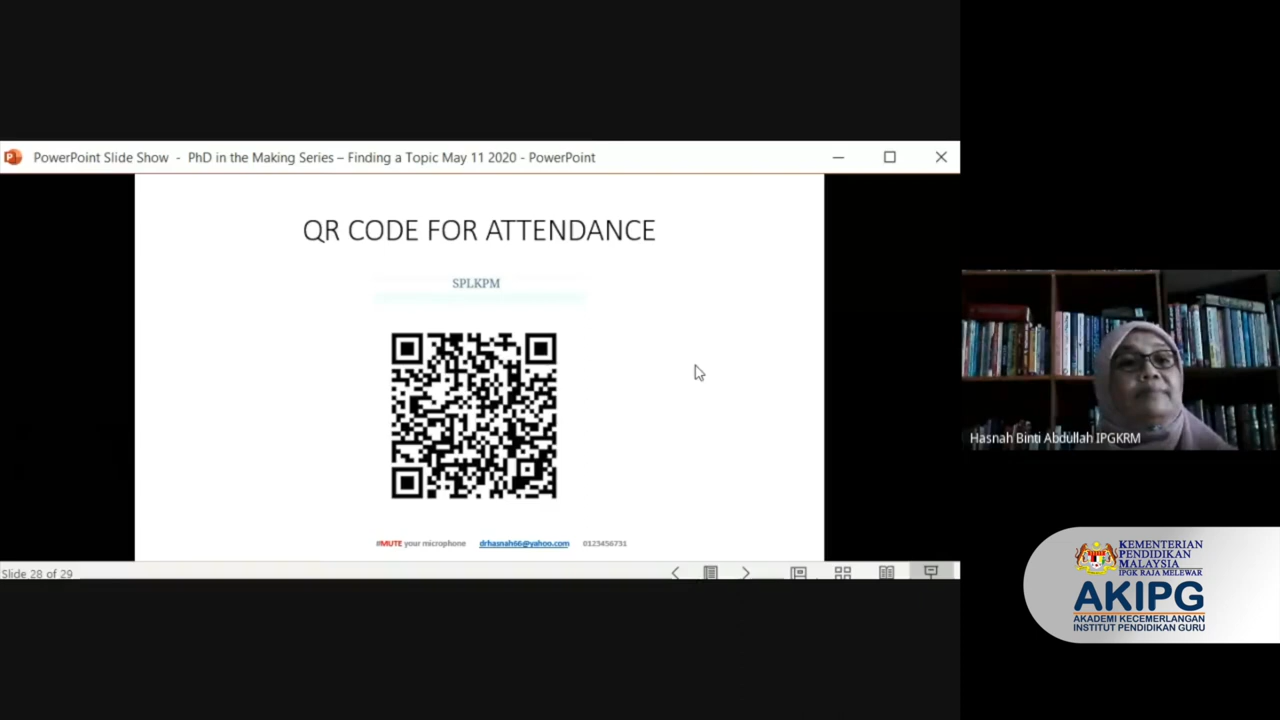 PowerPoint Slide Show - PhD in the Making Series – Finding a Topic May 11 2020 - PowerPoint
QR CODE FOR ATTENDANCE
SPLKPM
#MUTE your microphone drhasnah66@yahoo.com 0123456731
Slide 28 of 29
Hasnah Binti Abdullah IPGKRM
KEMENTERIAN
PENDIDIKAN
MALAYSIA
IPGK RAJA MELEWAR
AKIPG
AKADEMI KECEMERLANGAN
INSTITUT PENDIDIKAN GURU